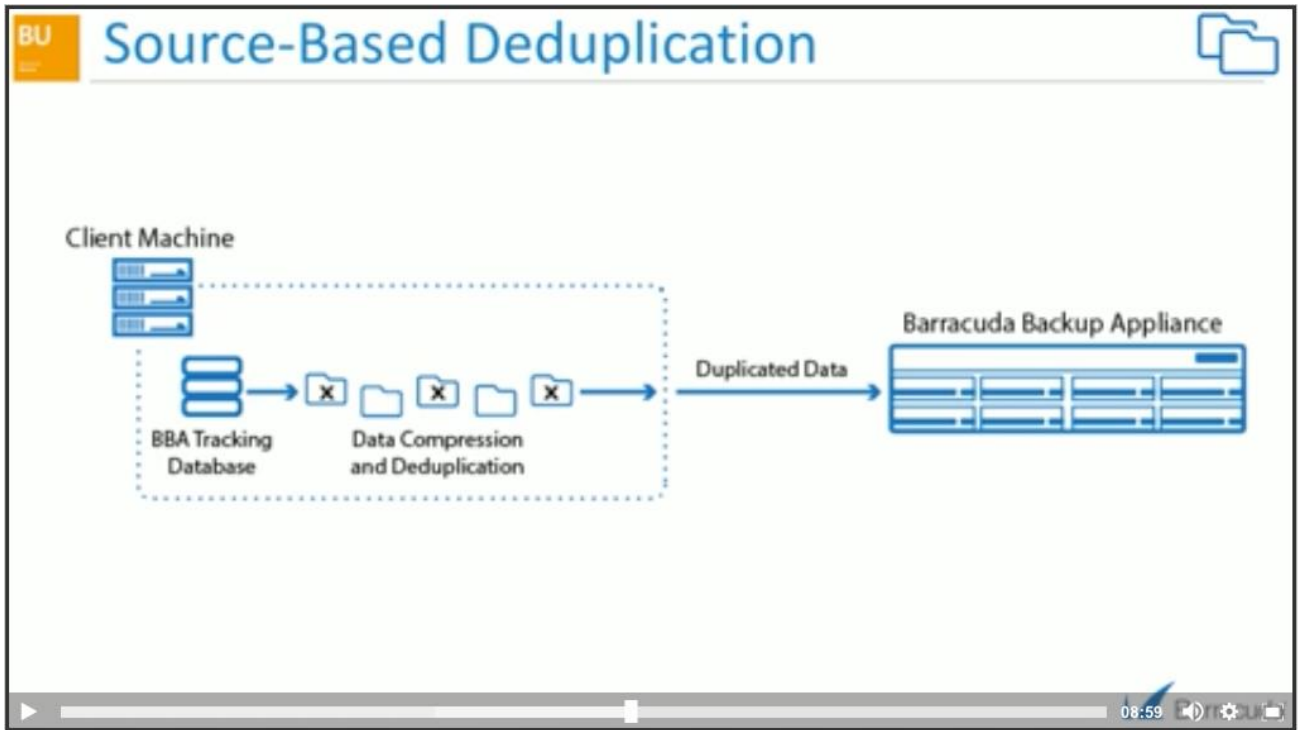 BU
Source-Based Deduplication
Client Machine
Barracuda Backup Appliance
Duplicated Data
X
X
X
BBA Tracking
Database
Data Compression
and Deduplication
08:59
Barracuda